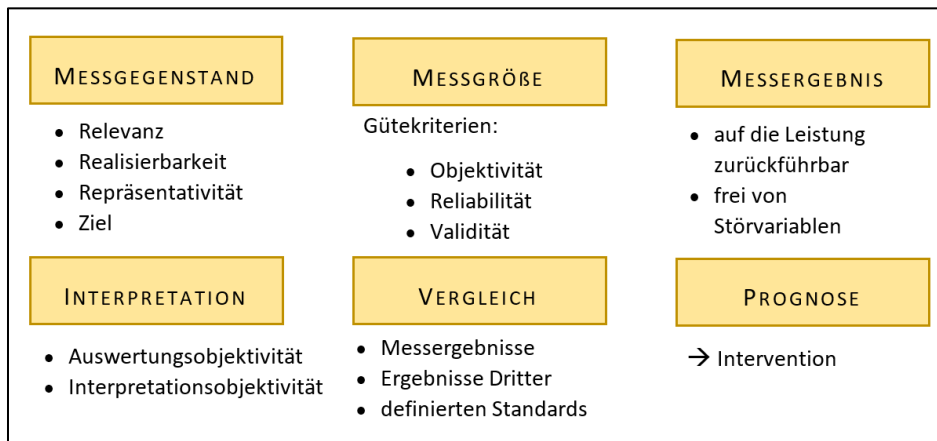 MESSGEGENSTAND
• Relevanz
• Realisierbarkeit
• Repräsentativität
• Ziel
MESSGRÖßE
Gütekriterien:
• Objektivität
• Reliabilität
• Validität
MESSERGEBNIS
• auf die Leistung
zurückführbar
• frei von
Störvariablen
INTERPRETATION
• Auswertungsobjektivität
• Interpretationsobjektivität
VERGLEICH
• Messergebnisse
• Ergebnisse Dritter
• definierten Standards
PROGNOSE
→ Intervention